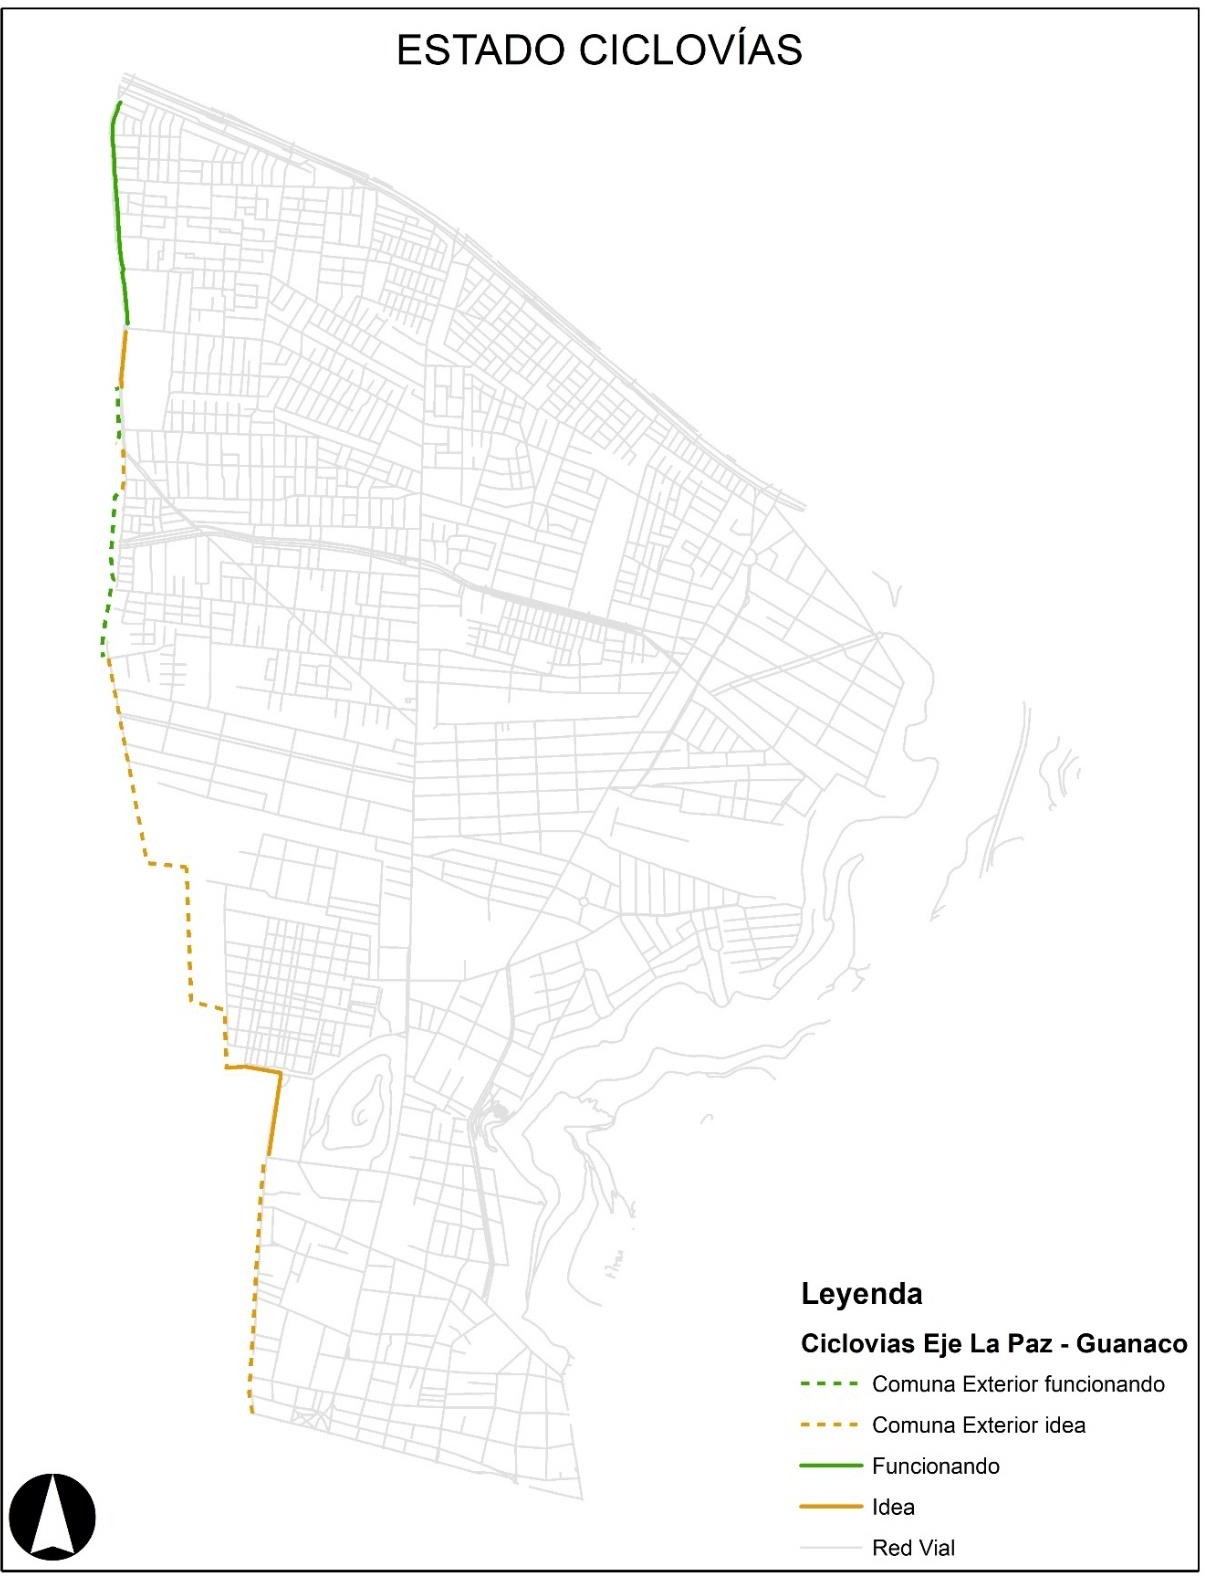 ESTADO CICLOVÍAS
Leyenda
Ciclovias Eje La Paz - Guanaco
Comuna Exterior funcionando
Comuna Exterior idea
Funcionando
Idea
Red Vial